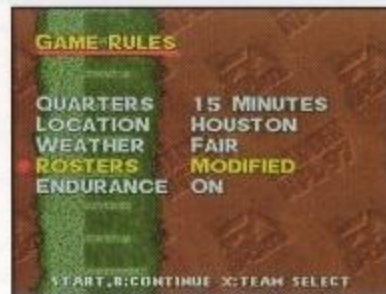 GAME RULES
QUARTERS 15 MINUTES
LOCATION HOUSTON
WEATHER FAIR
ROSTERS MODIFIED
ENDURANCE ON
START,B:CONTINUE X:TEAM SELECT